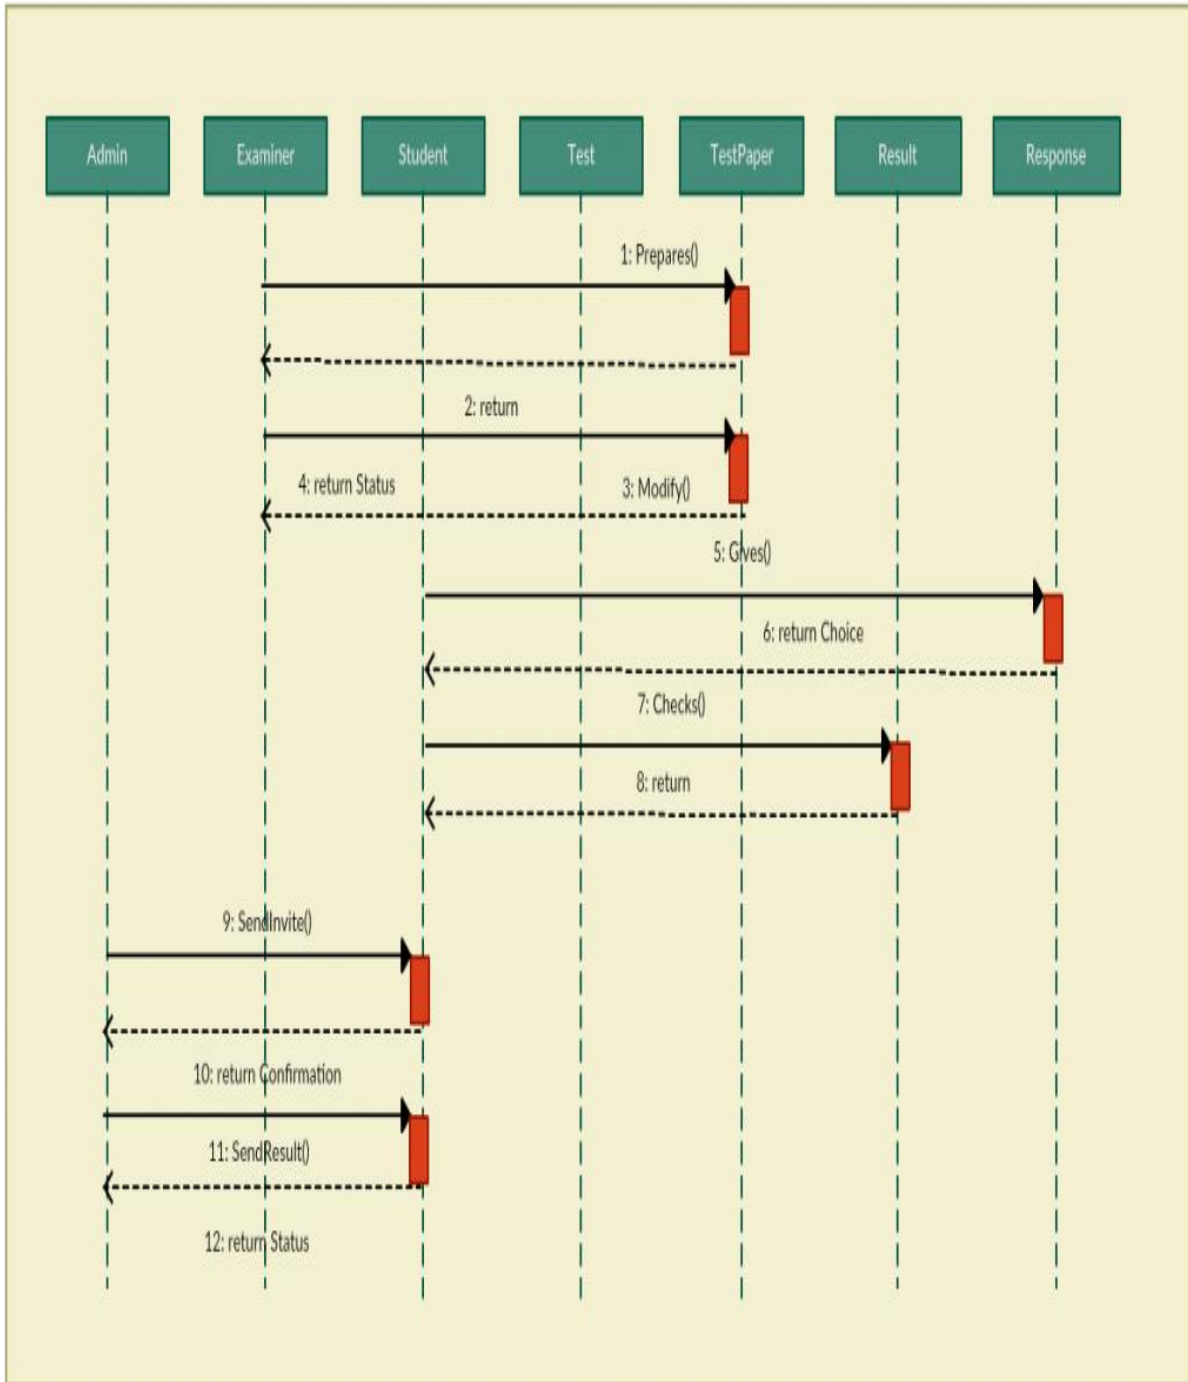 Admin
Examiner
Student
Test
TestPaper
Result
Response
1: Prepares()
2: return
4: return Status
3: Modify()
5: Gives()
6: return Choice
7: Checks()
8: return
9: SendInvite()
10: return Confirmation
11: SendResult()
12: return Status